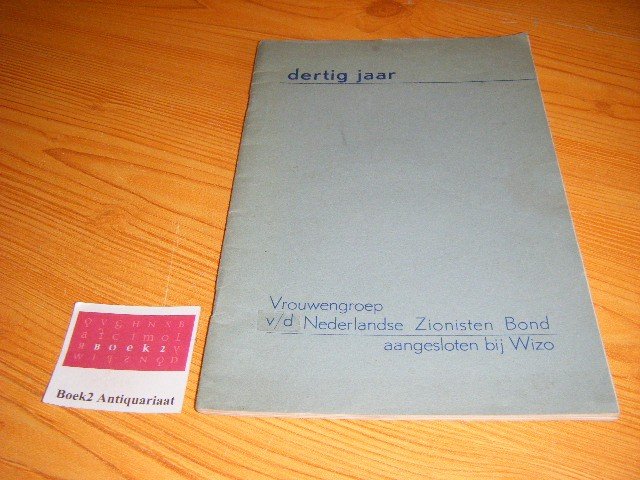 dertig jaar
Vrouwengroep
v/d Nederlandse Zionisten Bond
aangesloten bij Wizo
BOEK2
Boek2 Antiquariaat